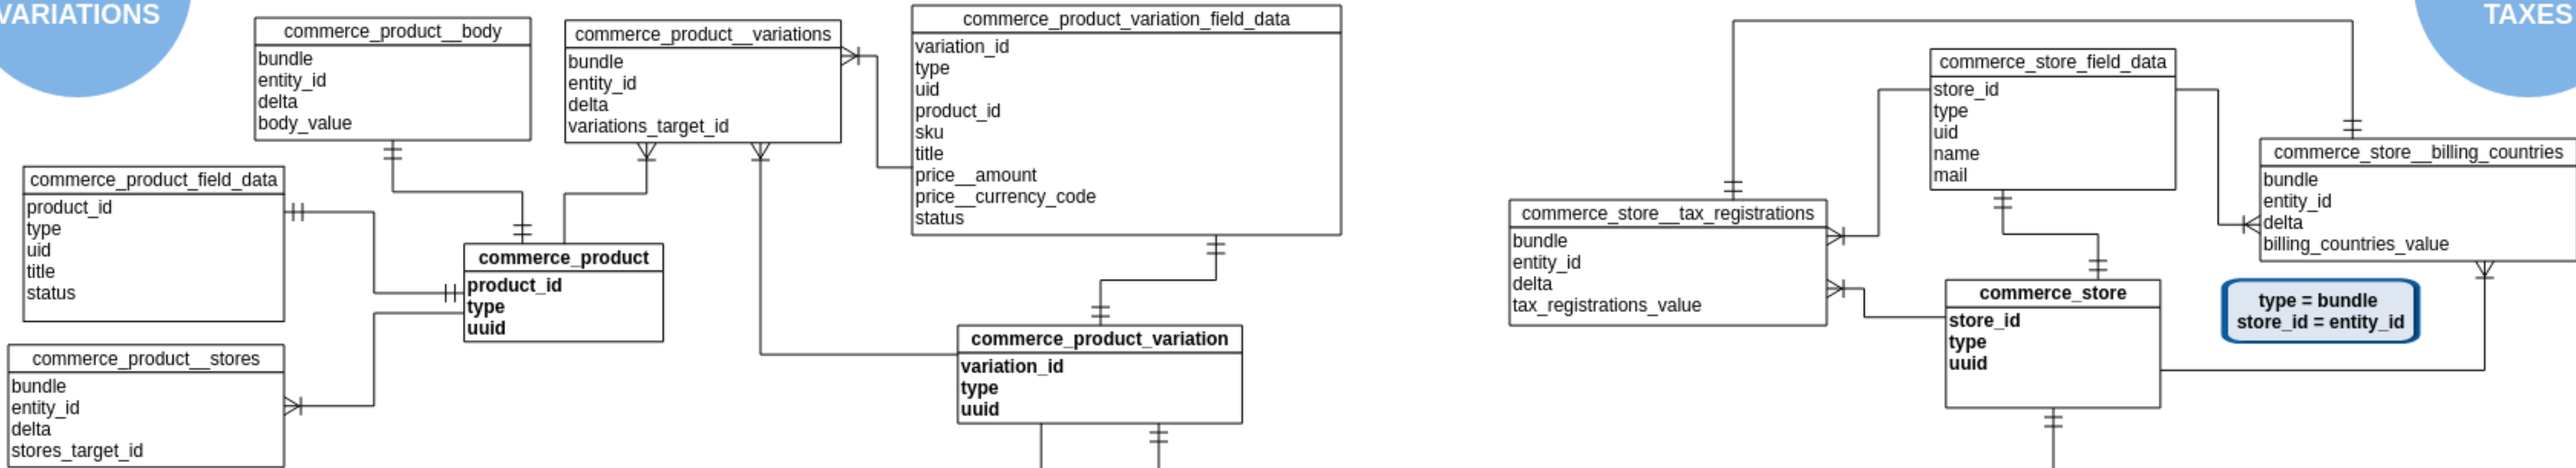 VARIATIONS
commerce_product__body
bundle
entity_id
delta
body_value
commerce_product__variations
bundle
entity_id
delta
variations_target_id
commerce_product_variation_field_data
variation_id
type
uid
product_id
sku
title
price__amount
price__currency_code
status
commerce_product_field_data
product_id
type
uid
title
status
commerce_product
product_id
type
uuid
commerce_product__stores
bundle
entity_id
delta
stores_target_id
commerce_product_variation
variation_id
type
uuid
TAXES
commerce_store_field_data
store_id
type
uid
name
mail
commerce_store__billing_countries
bundle
entity_id
delta
billing_countries_value
commerce_store__tax_registrations
bundle
entity_id
delta
tax_registrations_value
commerce_store
store_id
type
uuid
type = bundle
store_id = entity_id